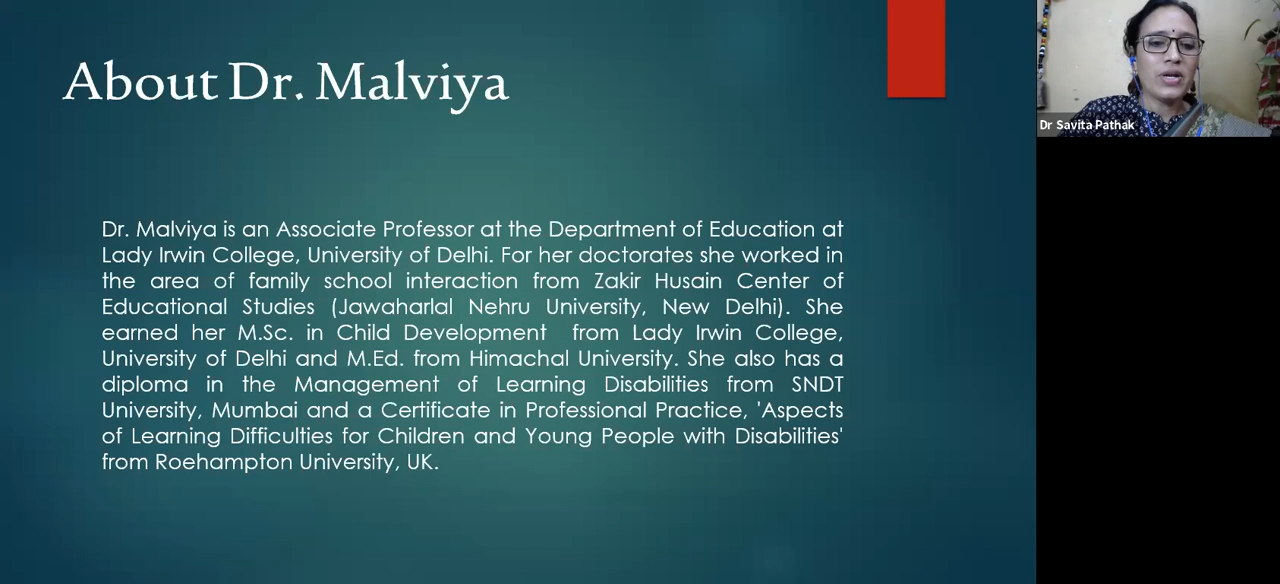 About Dr. Malviya
Dr. Malviya is an Associate Professor at the Department of Education at
Lady Irwin College, University of Delhi. For her doctorates she worked in
the area of family school interaction from Zakir Husain Center of
Educational Studies (Jawaharlal Nehru University, New Delhi). She
earned her M.Sc. in Child Development from Lady Irwin College,
University of Delhi and M.Ed. from Himachal University. She also has a
diploma in the Management of Learning Disabilities from SNDT
University, Mumbai and a Certificate in Professional Practice, 'Aspects
of Learning Difficulties for Children and Young People with Disabilities'
from Roehampton University, UK.
Dr Savita Pathak